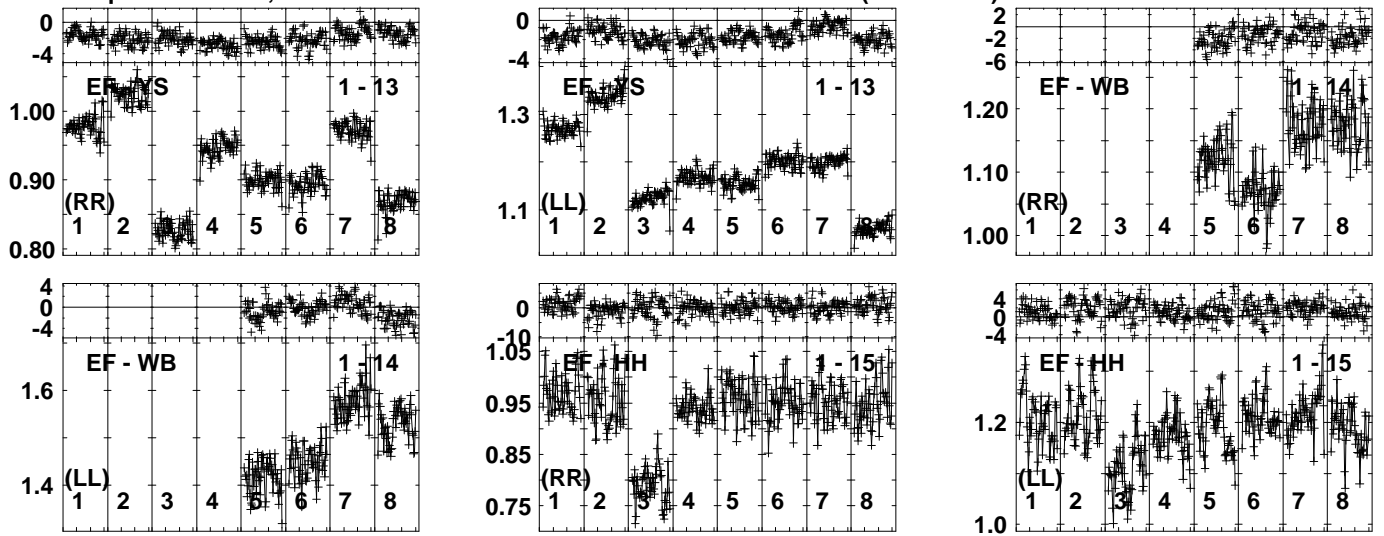 0
-4
EF - YS 1 - 13
1.00
0.90
(RR)
1 2 3 4 5 6 7 8
0.80
0
-4
EF - YS 1 - 13
1.3
1.1
(LL)
1 2 3 4 5 6 7 8
2
-2
-6
EF - WB 1 - 14
1.20
1.10
(RR)
1 2 3 4 5 6 7 8
1.00
4
0
-4
EF - WB 1 - 14
1.6
1.4
(LL)
1 2 3 4 5 6 7 8
0
-10
1.05
EF - HH 1 - 15
0.95
0.85
(RR)
1 2 3 4 5 6 7 8
0.75
4
0
-4
EF - HH 1 - 15
1.2
(LL)
1 2 3 4 5 6 7 8
1.0